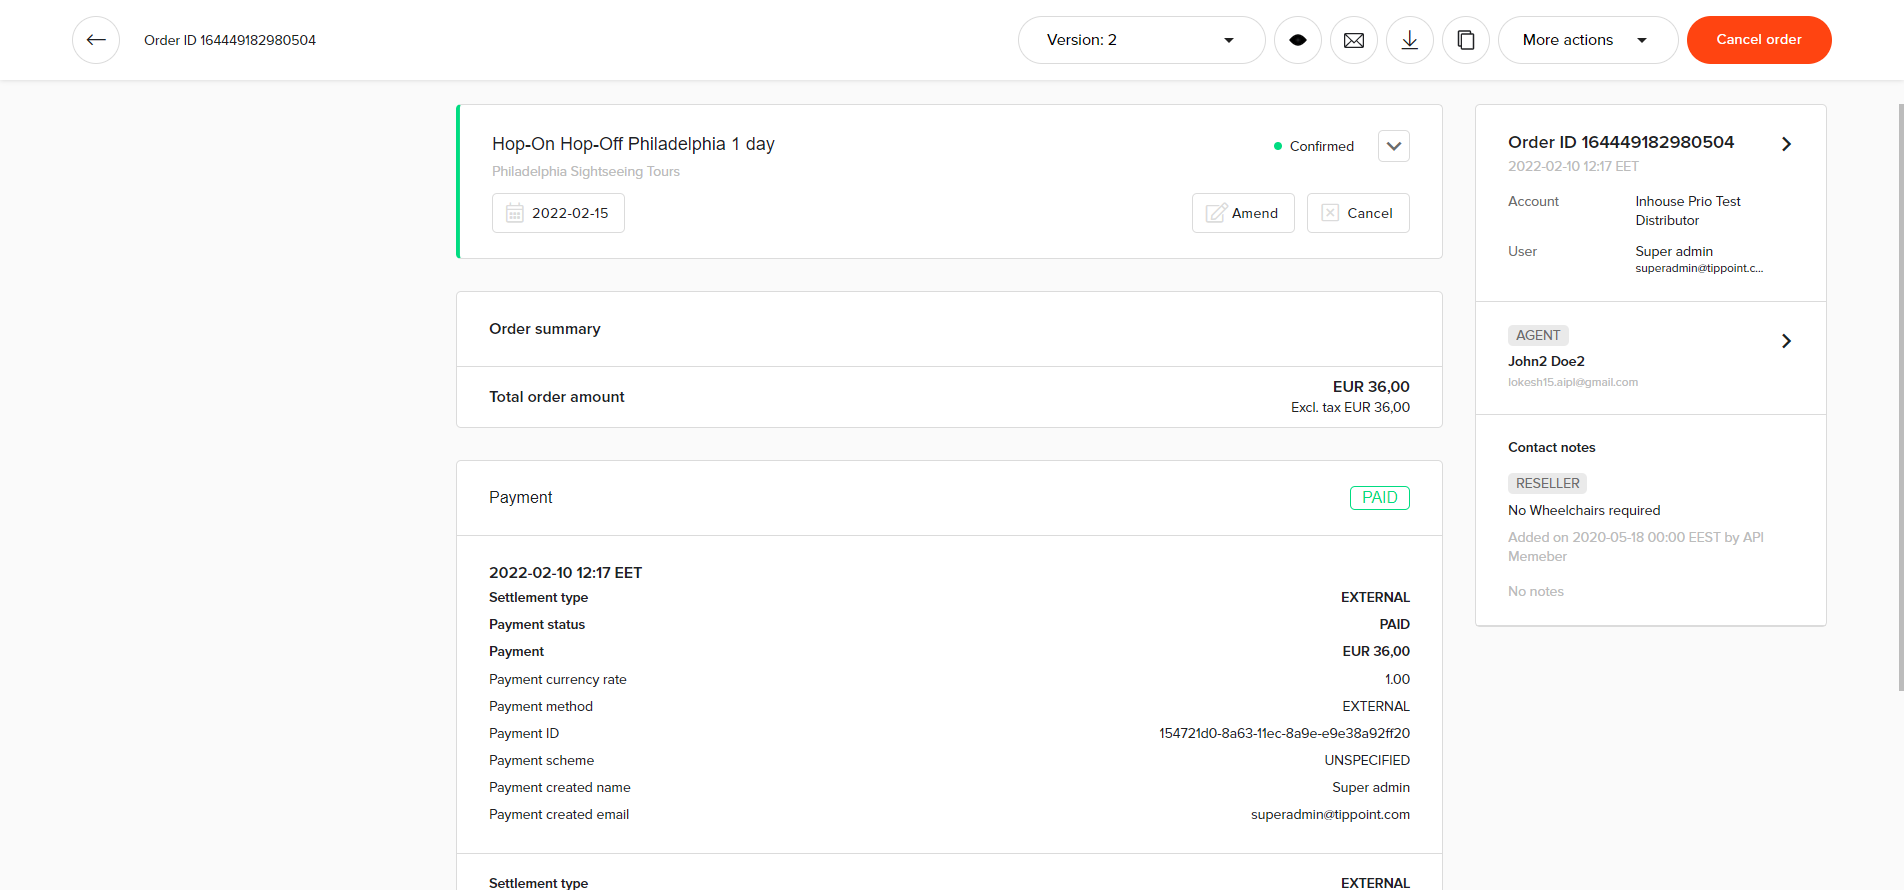 Order ID 164449182980504
Version: 2
More actions
Cancel order
Hop-On Hop-Off Philadelphia 1 day
Confirmed
Philadelphia Sightseeing Tours
2022-02-15
Amend
Cancel
Order summary
Total order amount
EUR 36,00
Excl. tax EUR 36,00
Payment
PAID
2022-02-10 12:17 EET
Settlement type EXTERNAL
Payment status PAID
Payment EUR 36,00
Payment currency rate 1.00
Payment method EXTERNAL
Payment ID 154721d0-8a63-11ec-8a9e-e9e38a92ff20
Payment scheme UNSPECIFIED
Payment created name Super admin
Payment created email superadmin@tippoint.com
Settlement type EXTERNAL
Order ID 164449182980504
2022-02-10 12:17 EET
Account Inhouse Prio Test
Distributor
User Super admin
superadmin@tippoint.c...
AGENT
John2 Doe2
lokesh15.aipl@gmail.com
Contact notes
RESELLER
No Wheelchairs required
Added on 2020-05-18 00:00 EEST by API
Memeber
No notes